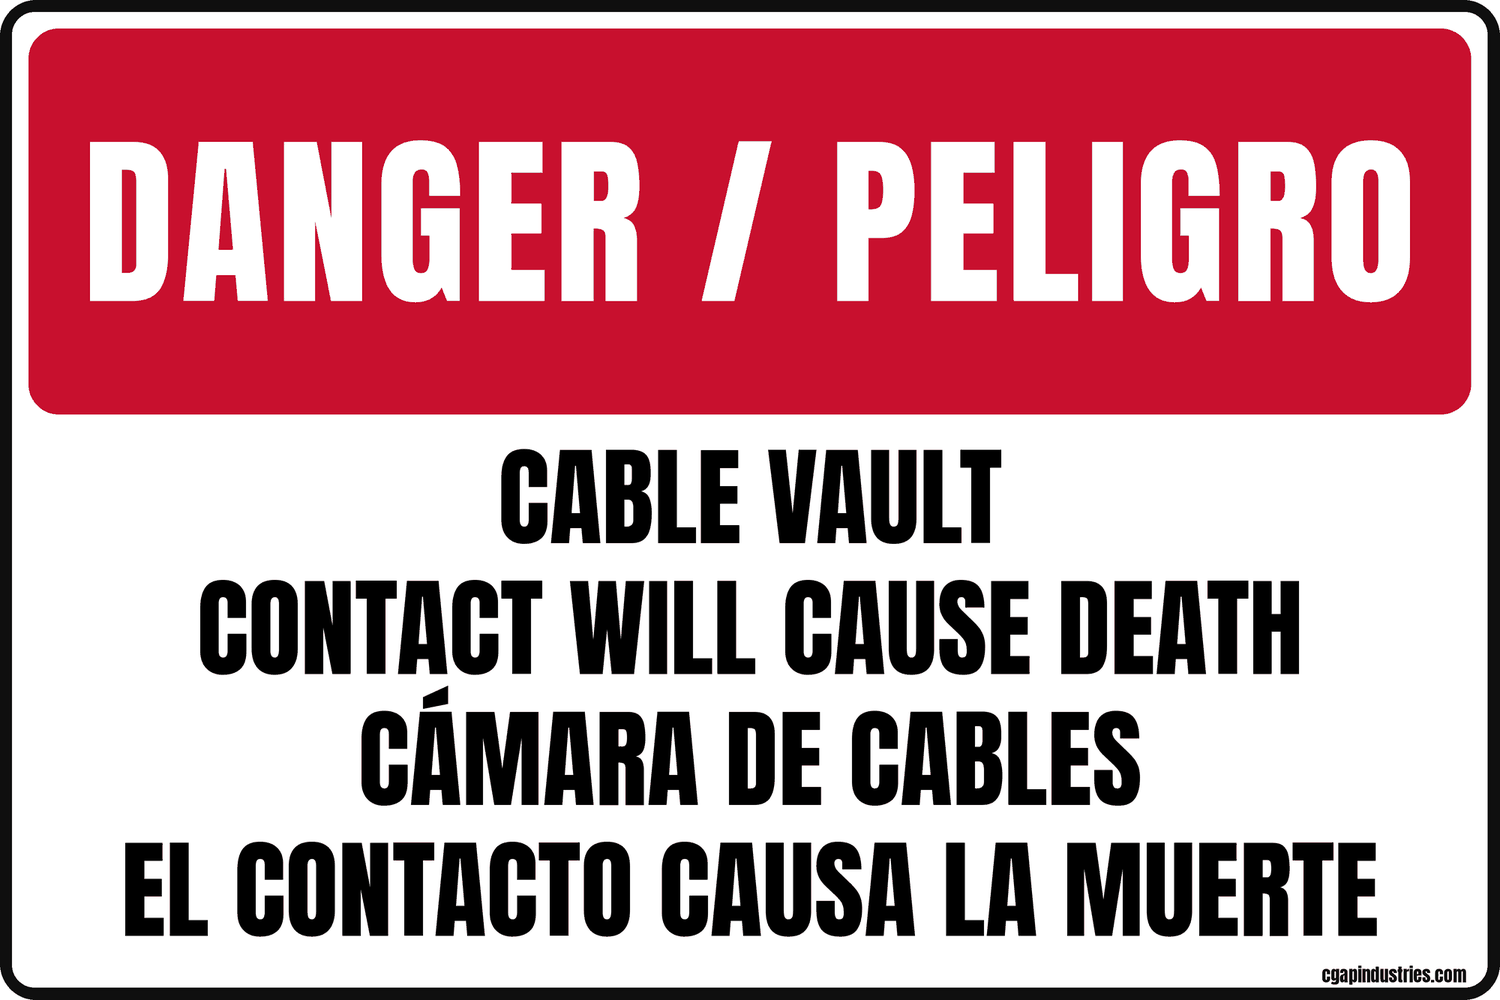 DANGER / PELIGRO
CABLE VAULT
CONTACT WILL CAUSE DEATH
CÁMARA DE CABLES
EL CONTACTO CAUSA LA MUERTE
cgapindustries.com